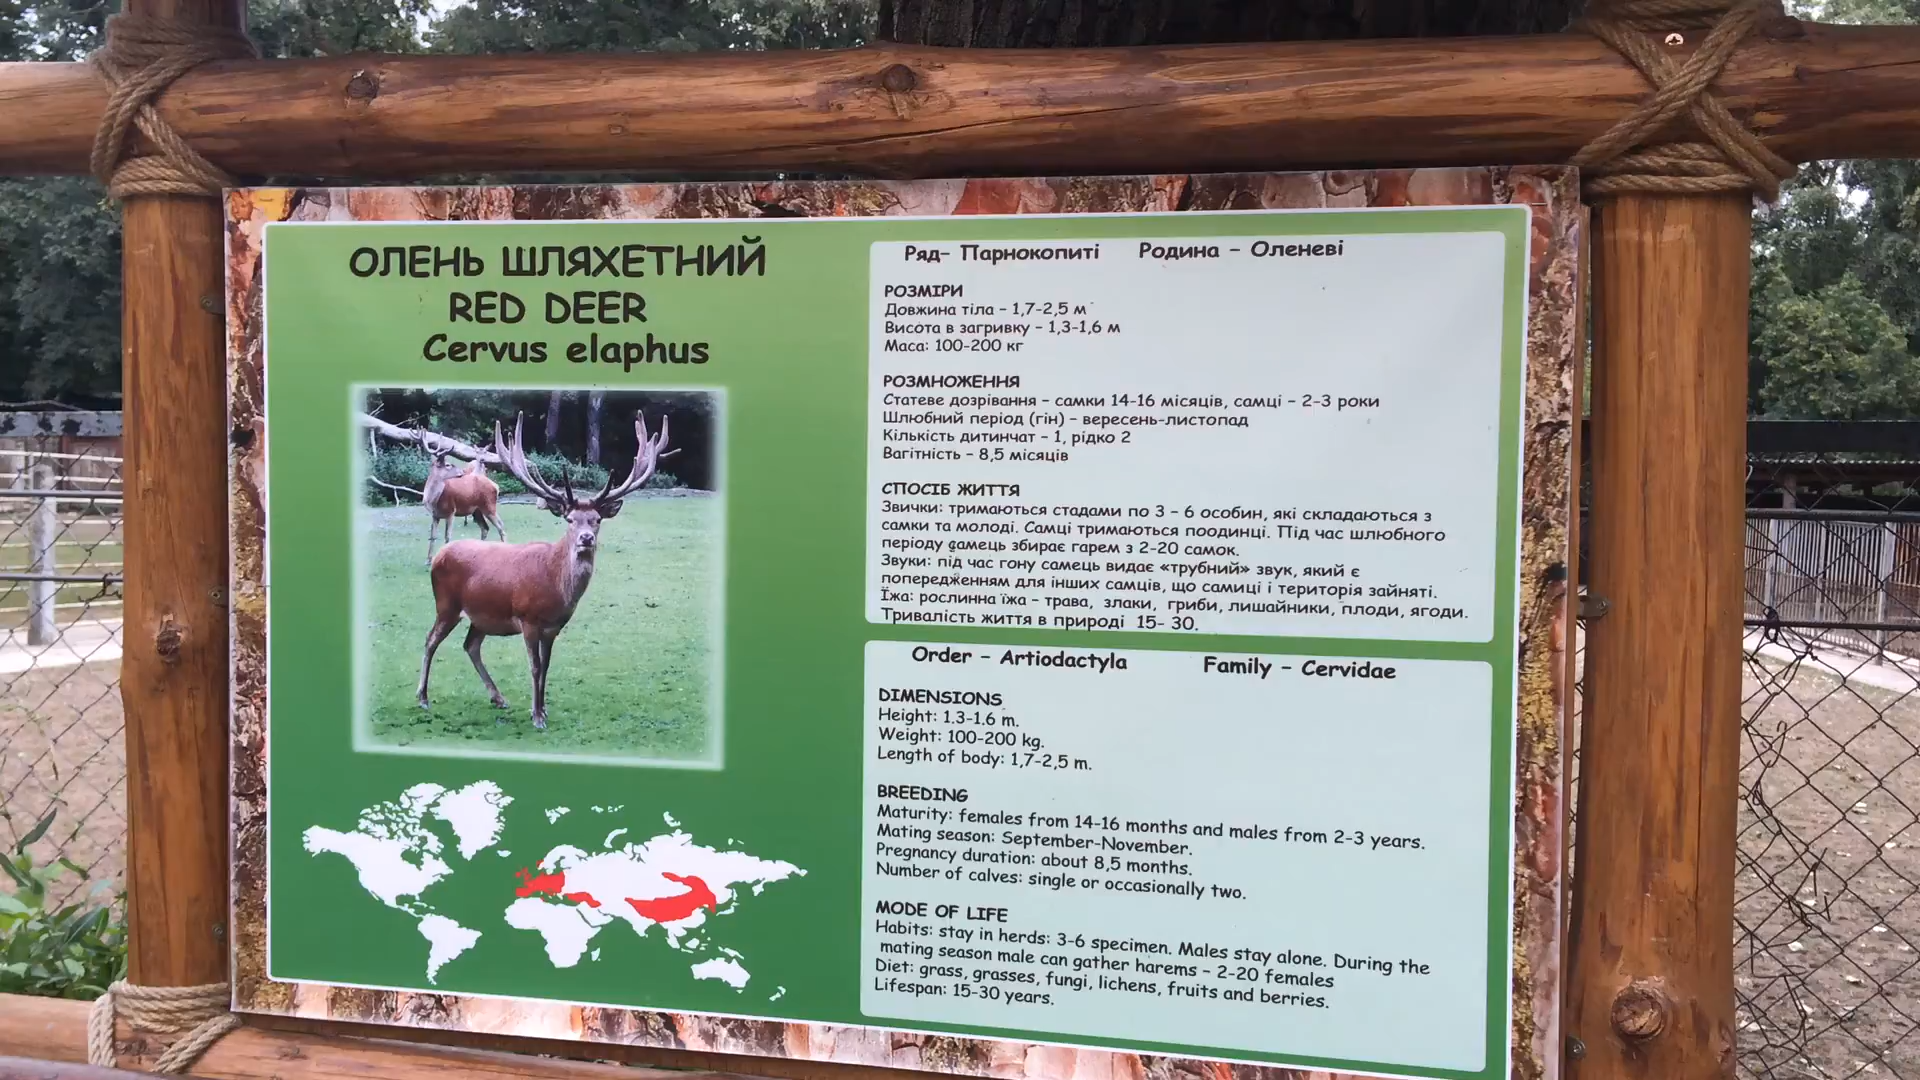 ОЛЕНЬ ШЛЯХЕТНИЙ
RED DEER
Cervus elaphus
Ряд- Парнокопиті Родина - Оленеві
РОЗМІРИ
Довжина тіла - 1,7-2,5 м
Висота в загривку - 1,3-1,6 м
Маса: 100-200 кг
РОЗМНОЖЕННЯ
Статеве дозрівання - самки 14-16 місяців, самці - 2-3 роки
Шлюбний період (гін) - вересень-листопад
Кількість дитинчат - 1, рідко 2
Вагітність - 8,5 місяців
СПОСІБ ЖИТТЯ
Звички: тримаються стадами по 3 - 6 особин, які складаються з
самки та молоді. Самці тримаються поодинці. Під час шлюбного
періоду самець збирає гарем з 2-20 самок.
Звуки: під час гону самець видає «трубний» звук, який є
попередженням для інших самців, що самиці і територія зайняті.
Їжа: рослинна їжа - трава, злаки, гриби, лишайники, плоди, ягоди.
Тривалість життя в природі 15- 30.
Order - Artiodactyla Family - Cervidae
DIMENSIONS
Height: 1.3-1.6 m.
Weight: 100-200 kg.
Length of body: 1,7-2,5 m.
BREEDING
Maturity: females from 14-16 months and males from 2-3 years.
Mating season: September-November.
Pregnancy duration: about 8,5 months.
Number of calves: single or occasionally two.
MODE OF LIFE
Habits: stay in herds: 3-6 specimen. Males stay alone. During the
mating season male can gather harems - 2-20 females
Diet: grass, grasses, fungi, lichens, fruits and berries.
Lifespan: 15-30 years.